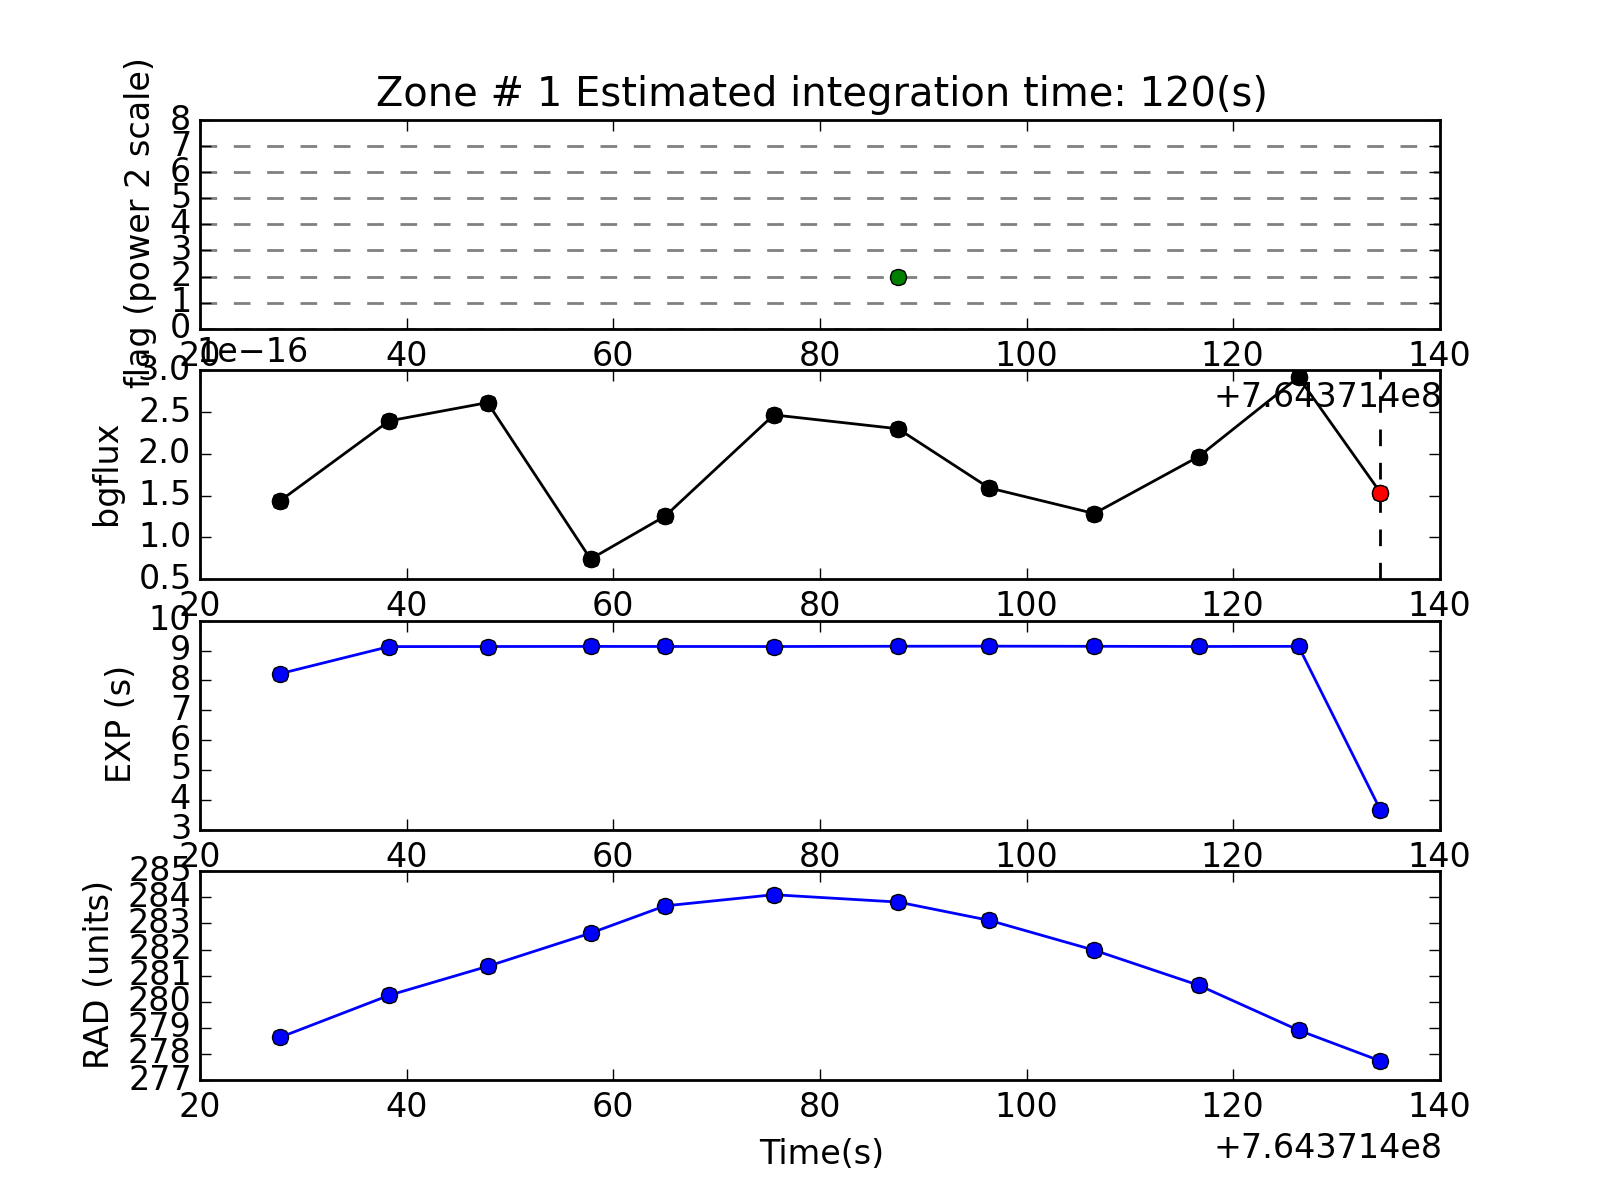 Zone # 1 Estimated integration time: 120(s)
flag (power 2 scale)
8
7
6
5
4
3
2
1
0
20 40 60 80 100 120 140
+7.643714e8
1e−16
bgflux
3.0
2.5
2.0
1.5
1.0
0.5
20 40 60 80 100 120 140
EXP (s)
10
9
8
7
6
5
4
3
20 40 60 80 100 120 140
RAD (units)
285
284
283
282
281
280
279
278
277
20 40 60 80 100 120 140
Time(s)
+7.643714e8